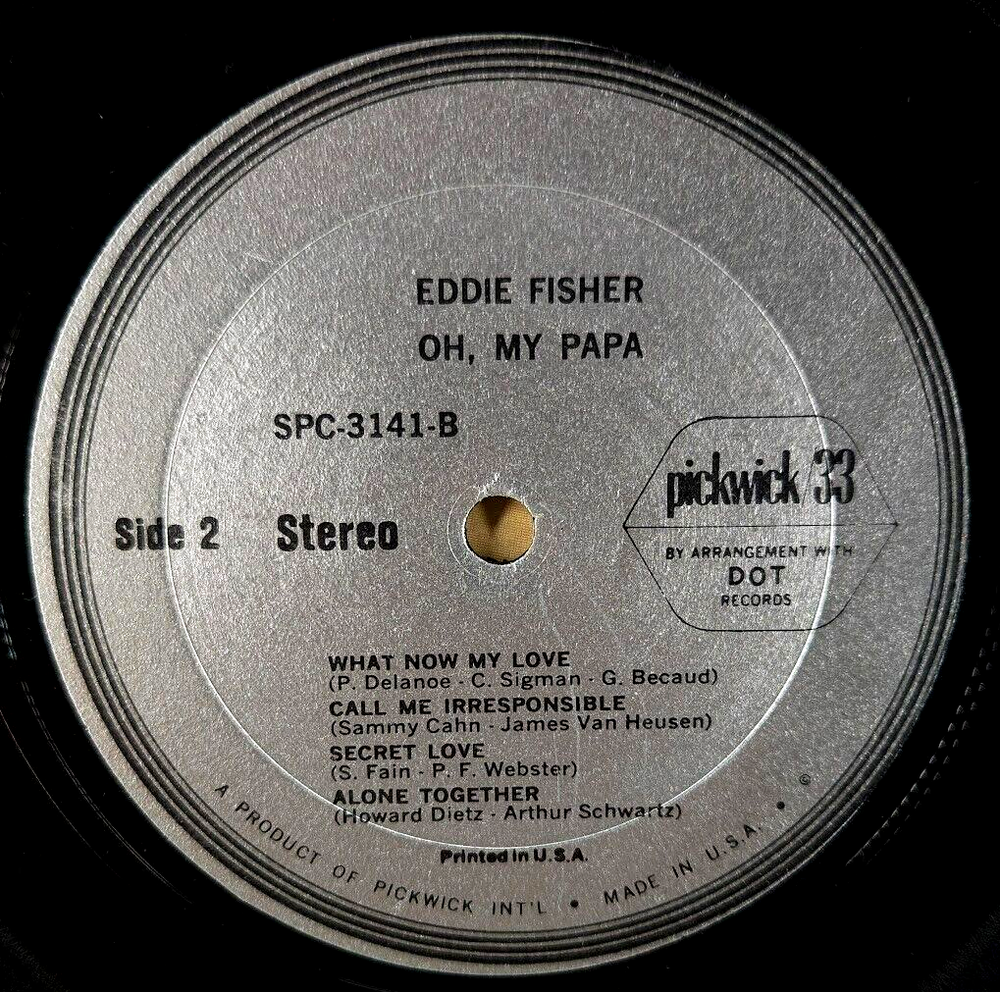 EDDIE FISHER
OH, MY PAPA
SPC-3141-B
pickwick 33
Side 2 Stereo
BY ARRANGEMENT WITH
DOT
RECORDS
WHAT NOW MY LOVE
(P. Delanoe - C. Sigman - G. Becaud)
CALL ME IRRESPONSIBLE
(Sammy Cahn - James Van Heusen)
SECRET LOVE
(S. Fain - P. F. Webster)
ALONE TOGETHER
(Howard Dietz - Arthur Schwartz)
Printed in U.S.A.
A PRODUCT OF PICKWICK INT'L • MADE IN U.S.A. • ©